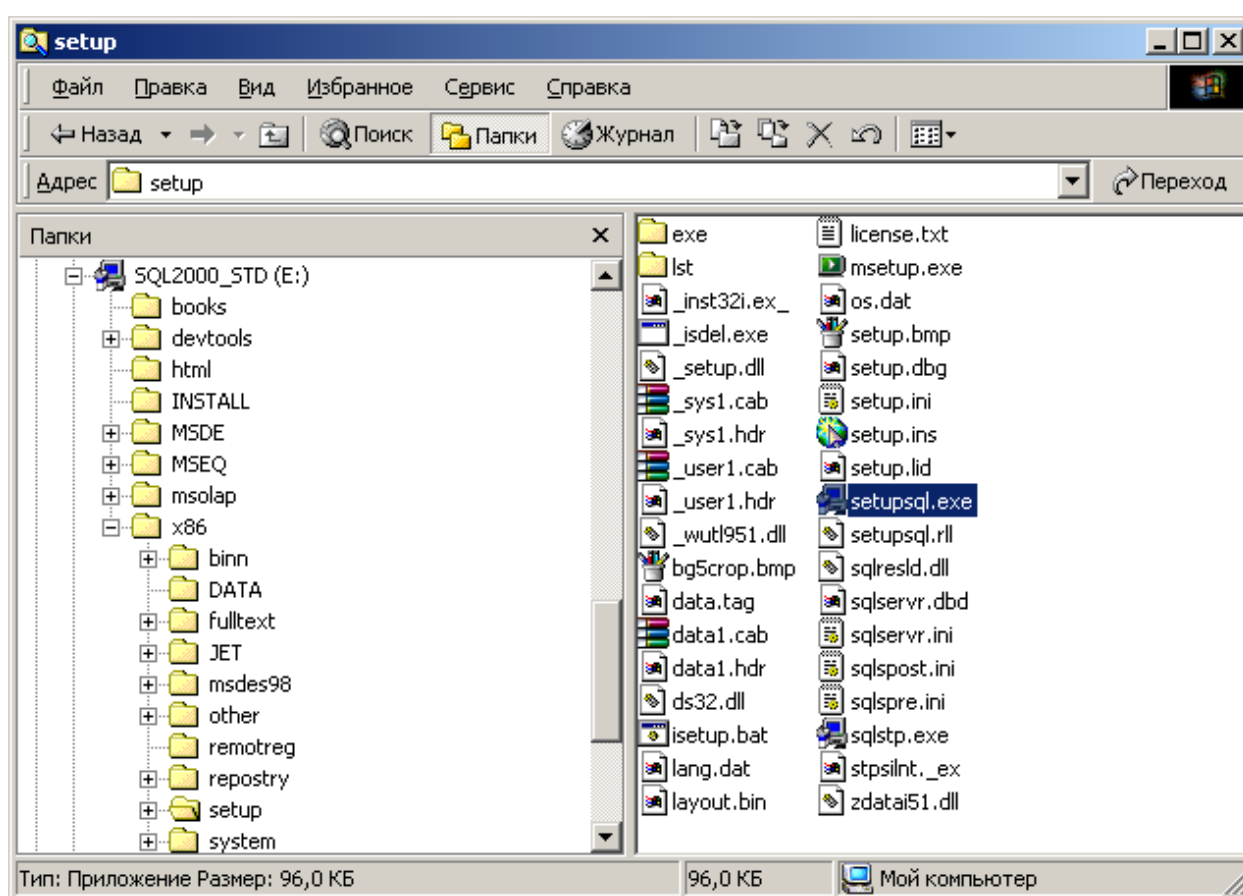 setup
Файл Правка Вид Избранное Сервис Справка
Назад Поиск Папки Журнал
Адрес setup Переход
Папки
SQL2000_STD (E:)
books
devtools
html
INSTALL
MSDE
MSEQ
msolap
x86
binn
DATA
fulltext
JET
msdes98
other
remotreg
repostry
setup
system
exe
lst
_inst32i.ex_
_isdel.exe
_setup.dll
_sys1.cab
_sys1.hdr
_user1.cab
_user1.hdr
_wutl951.dll
bg5crop.bmp
data.tag
data1.cab
data1.hdr
ds32.dll
isetup.bat
lang.dat
layout.bin
license.txt
msetup.exe
os.dat
setup.bmp
setup.dbg
setup.ini
setup.ins
setup.lid
setupsql.exe
setupsql.rll
sqlresld.dll
sqlservr.dbd
sqlservr.ini
sqlspost.ini
sqlspre.ini
sqlstp.exe
stpsilnt._ex
zdatai51.dll
Тип: Приложение Размер: 96,0 КБ 96,0 КБ Мой компьютер